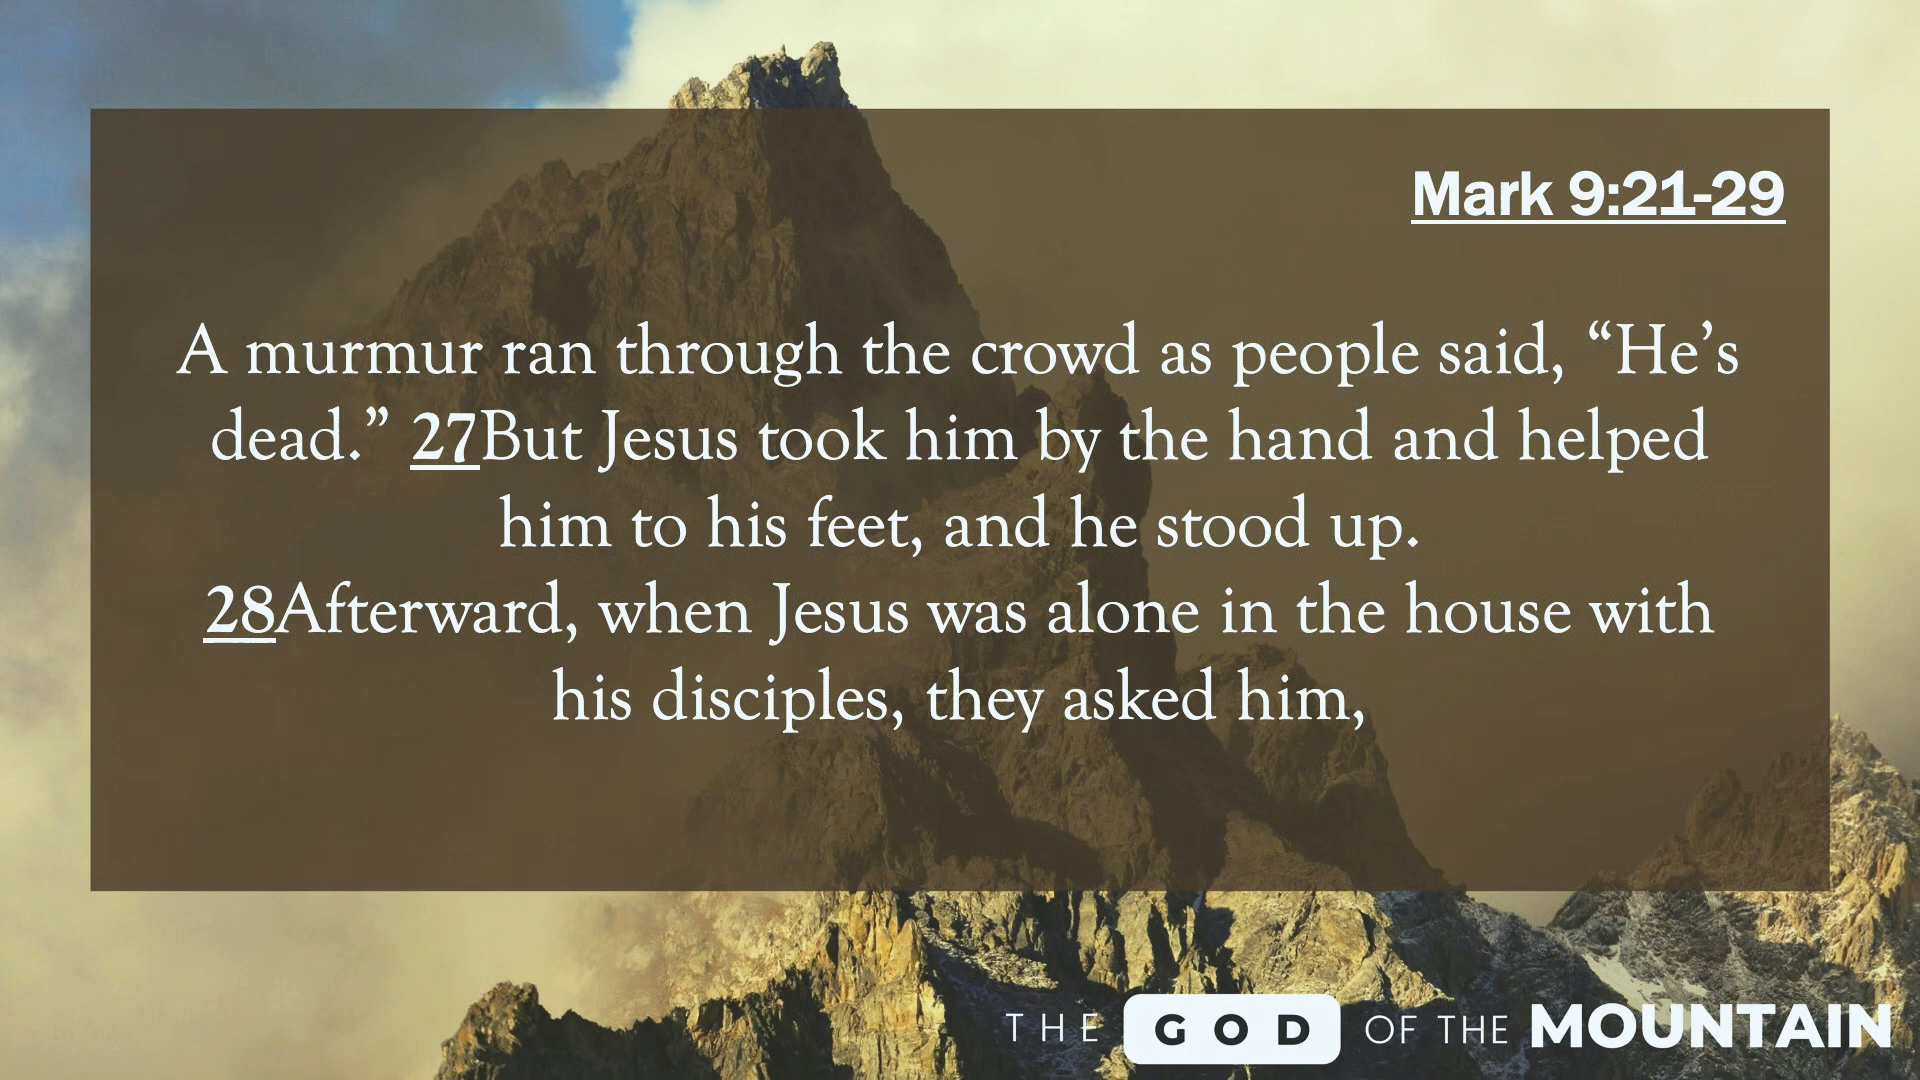 Mark 9:21-29
A murmur ran through the crowd as people said, “He’s
dead.” 27But Jesus took him by the hand and helped
him to his feet, and he stood up.
28Afterward, when Jesus was alone in the house with
his disciples, they asked him,
THE GOD OF THE MOUNTAIN